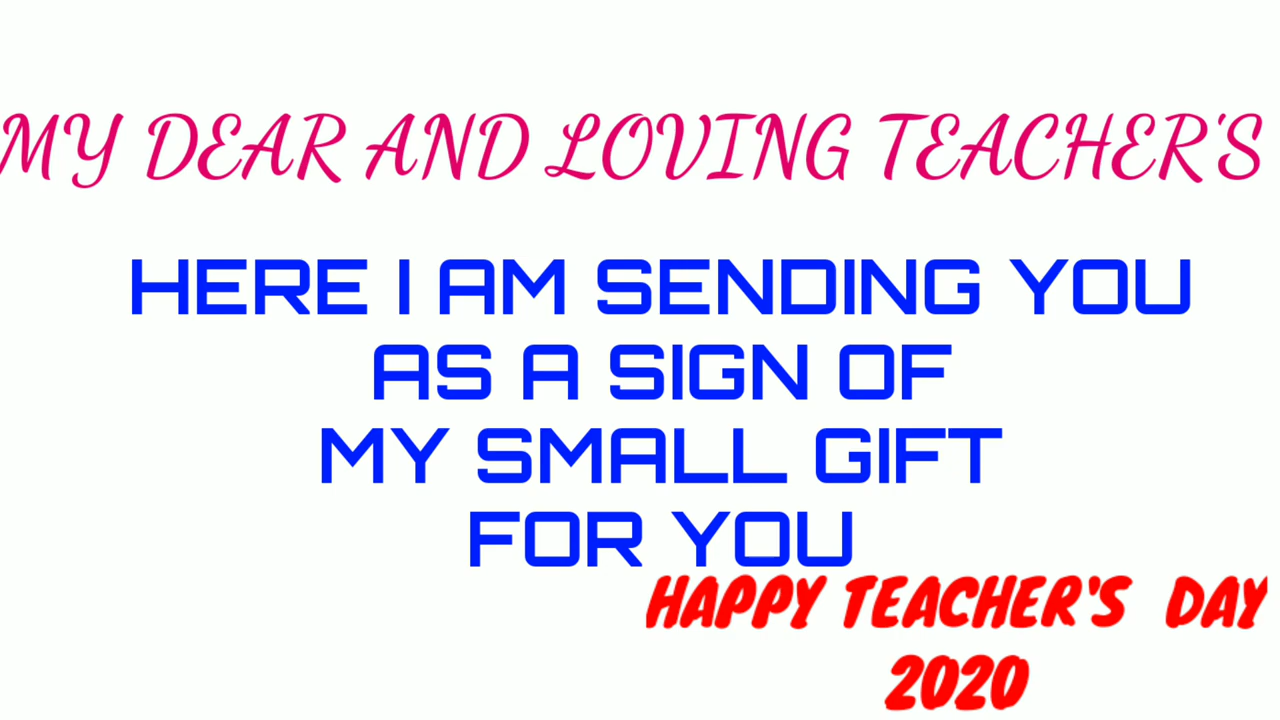 MY DEAR AND LOVING TEACHER'S
HERE I AM SENDING YOU
AS A SIGN OF
MY SMALL GIFT
FOR YOU
HAPPY TEACHER'S DAY
2020